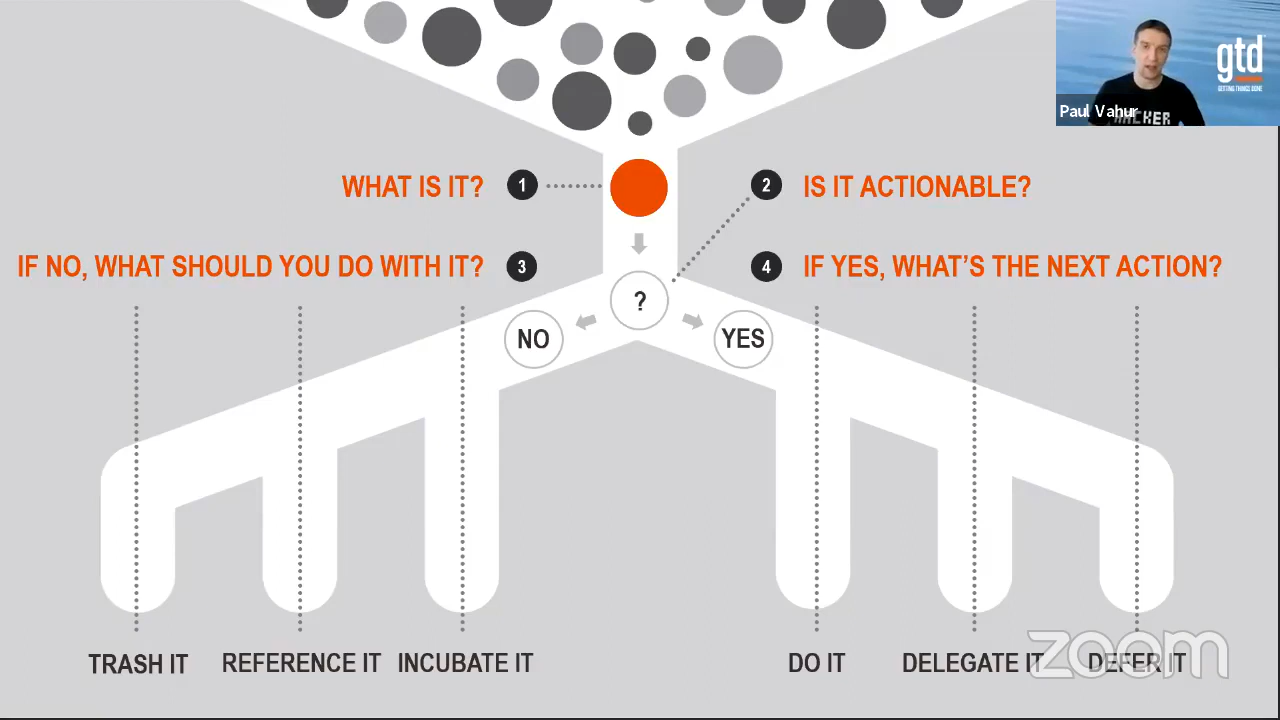 gtd
GETTING THINGS DONE
Paul Vahur
HACKER
WHAT IS IT? 1
2 IS IT ACTIONABLE?
IF NO, WHAT SHOULD YOU DO WITH IT? 3
4 IF YES, WHAT'S THE NEXT ACTION?
?
NO
YES
TRASH IT
REFERENCE IT
INCUBATE IT
DO IT
DELEGATE IT
DEFER IT
zoom